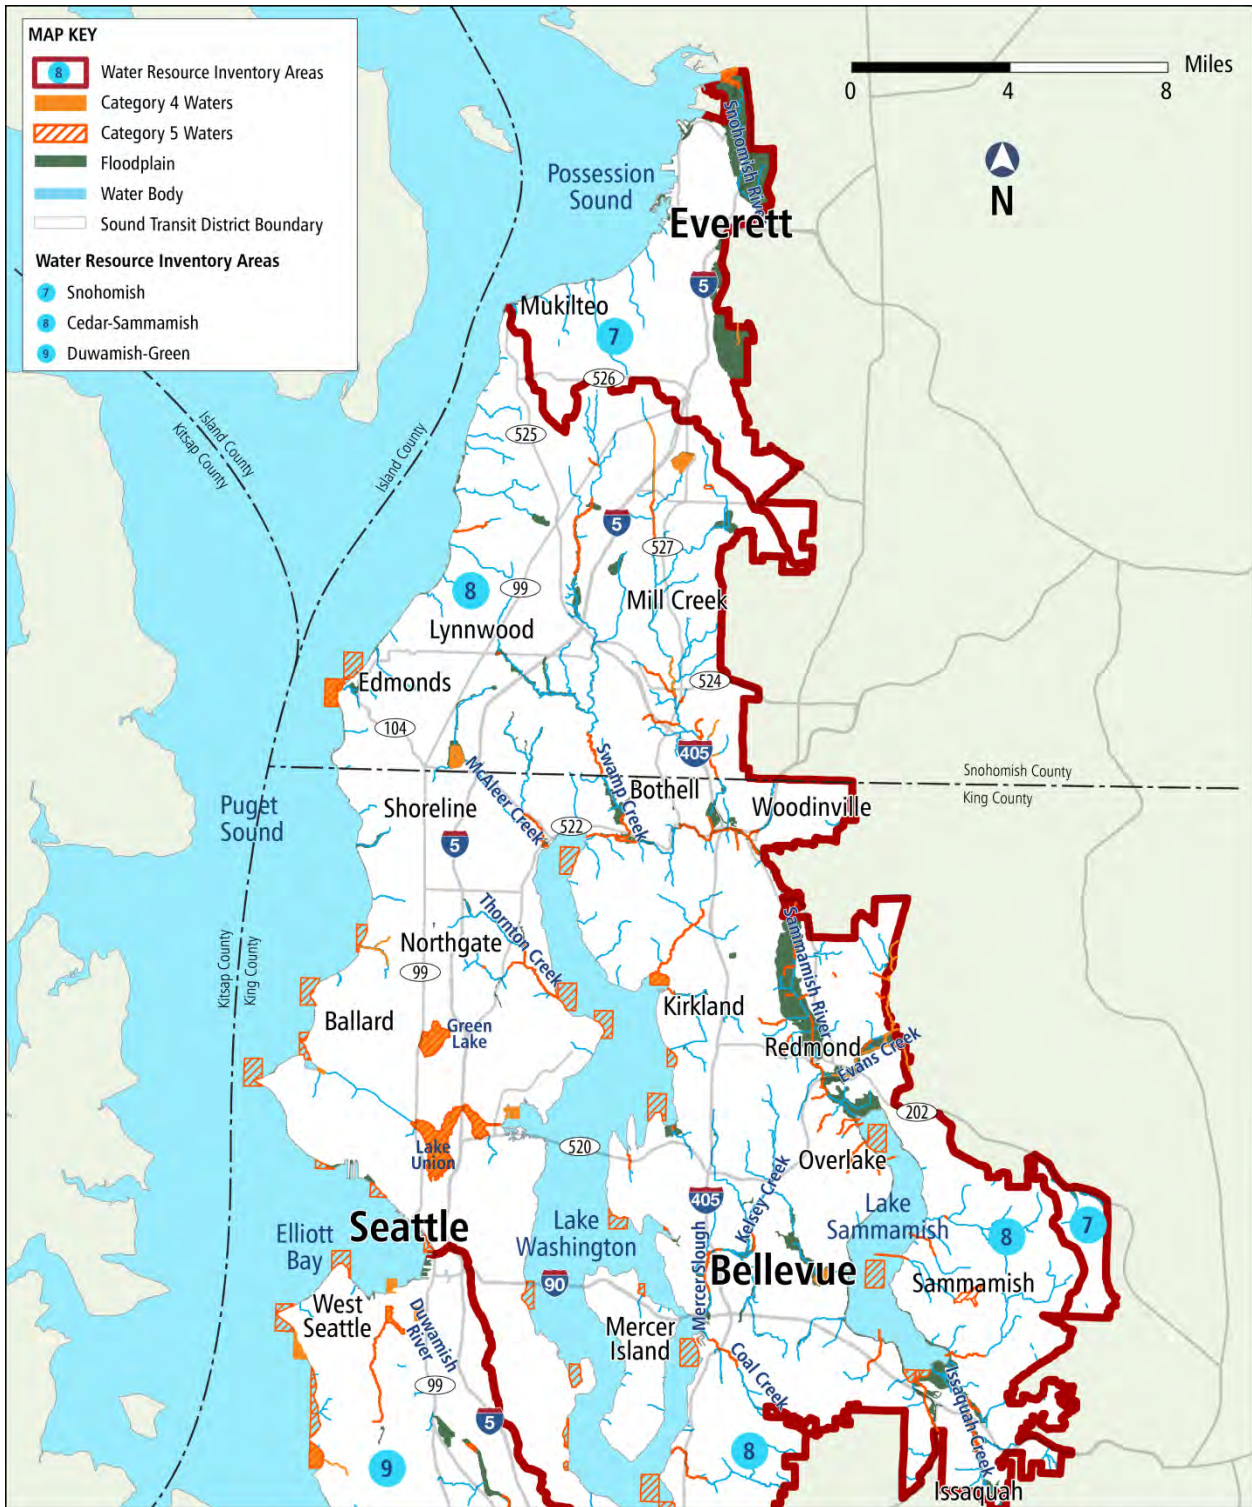 MAP KEY
8 Water Resource Inventory Areas
Category 4 Waters
Category 5 Waters
Floodplain
Water Body
Sound Transit District Boundary
Water Resource Inventory Areas
7 Snohomish
8 Cedar-Sammamish
9 Duwamish-Green
Miles
0 4 8
N
Snohomish River
Possession
Sound
Everett
5
Mukilteo
7
526
Island County
Kitsap County
Island County
525
5
527
8
99
Mill Creek
Lynnwood
Edmonds
524
104
405
Swamp Creek
McAleer Creek
Snohomish County
King County
Bothell
Woodinville
Puget
Sound
Shoreline
522
5
Thornton Creek
Sammamish River
Northgate
99
Kitsap County
King County
Kirkland
Ballard
Green
Lake
Redmond
Evans Creek
202
Lake
Union
520
Overlake
405
Kelsey Creek
Lake
Sammamish
8
7
Seattle
Elliott
Bay
Lake
Washington
Mercer Slough
Bellevue
90
Sammamish
West
Seattle
Duwamish
River
Mercer
Island
Coal Creek
99
5
Issaquah Creek
9
8
Issaquah